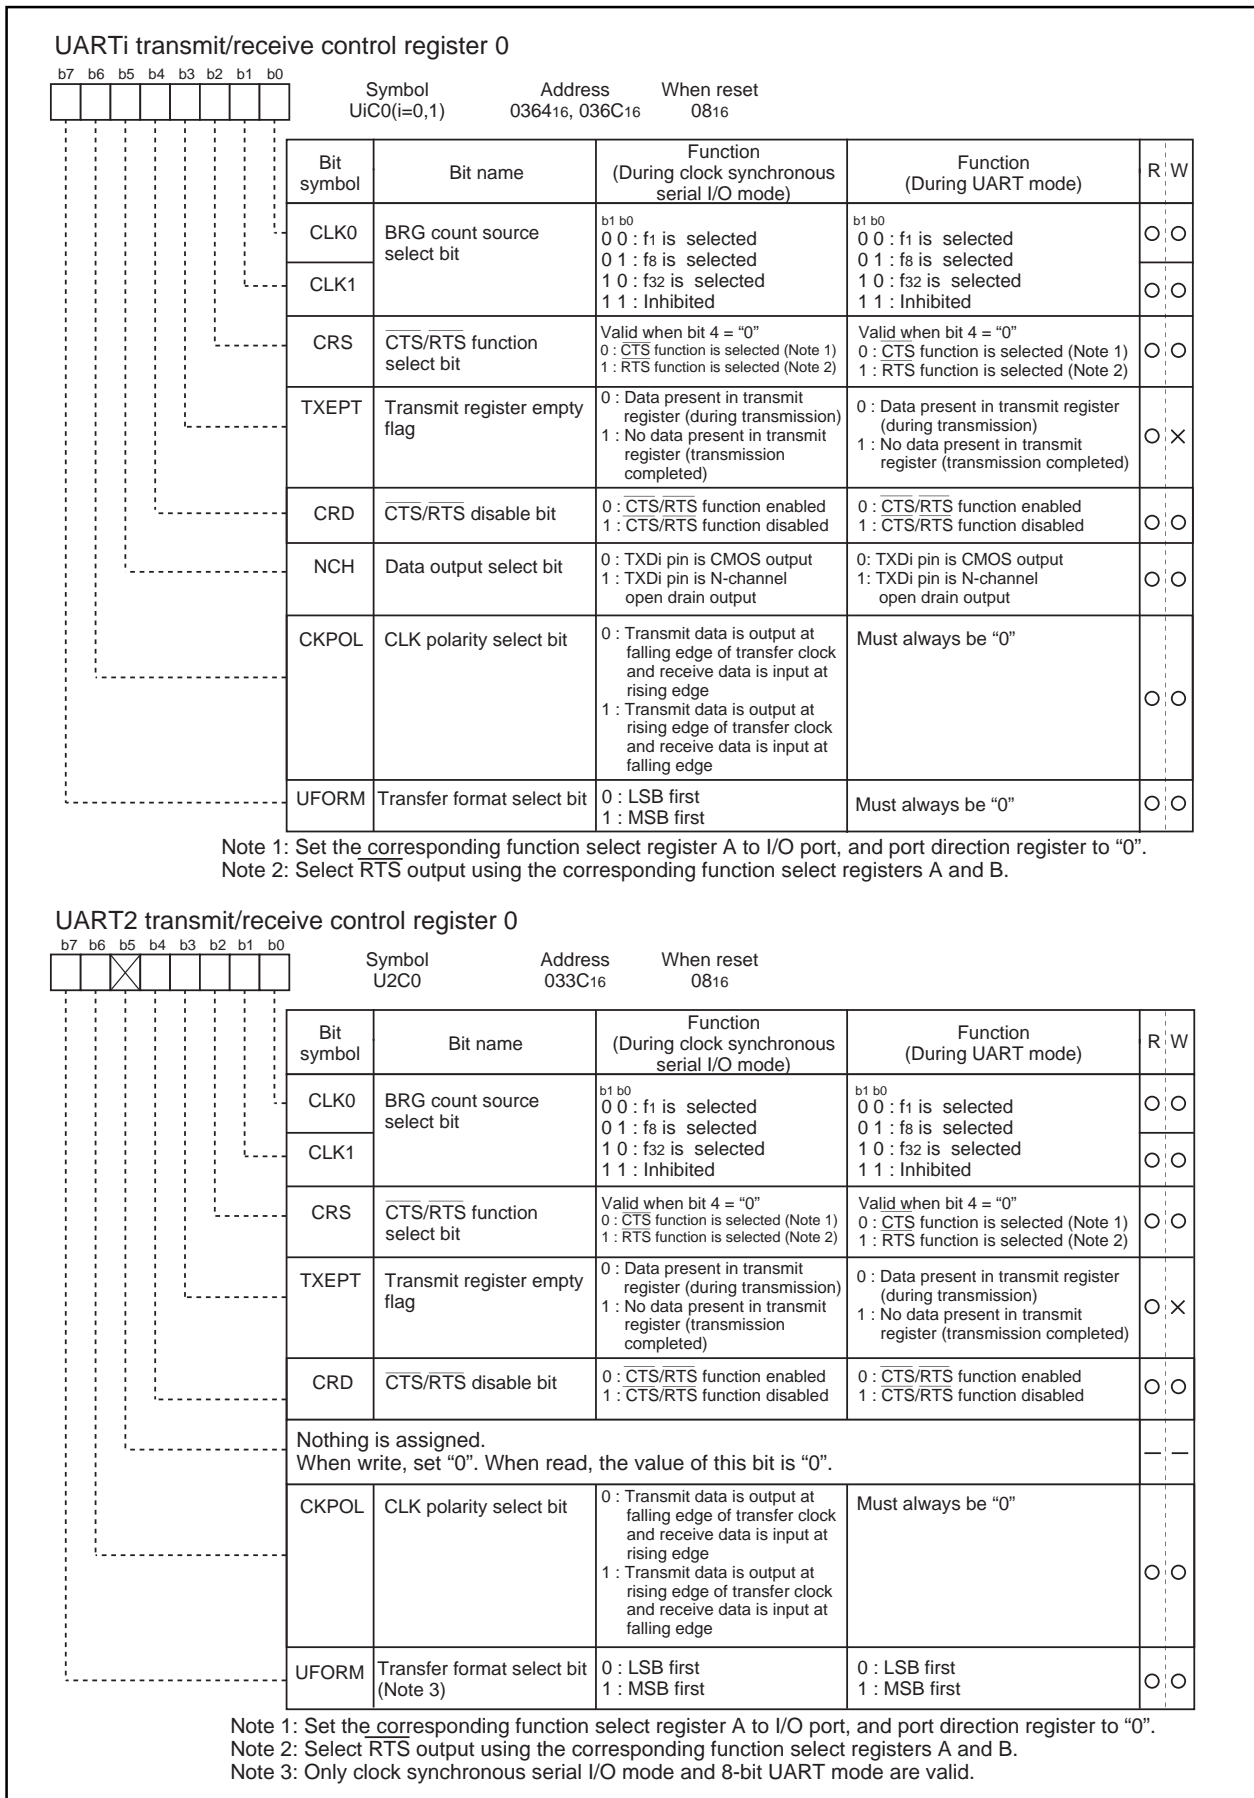 UARTi transmit/receive control register 0
b7 b6 b5 b4 b3 b2 b1 b0
Symbol Address When reset
UiC0(i=0,1) 036416, 036C16 0816
Bit symbol Bit name Function (During clock synchronous serial I/O mode) Function (During UART mode) R W
CLK0 BRG count source select bit
CLK1
b1 b0
0 0 : f1 is selected
0 1 : f8 is selected
1 0 : f32 is selected
1 1 : Inhibited
b1 b0
0 0 : f1 is selected
0 1 : f8 is selected
1 0 : f32 is selected
1 1 : Inhibited
CRS CTS/RTS function select bit
Valid when bit 4 = “0”
0 : CTS function is selected (Note 1)
1 : RTS function is selected (Note 2)
Valid when bit 4 = “0”
0 : CTS function is selected (Note 1)
1 : RTS function is selected (Note 2)
TXEPT Transmit register empty flag
0 : Data present in transmit
register (during transmission)
1 : No data present in transmit
register (transmission
completed)
0 : Data present in transmit register
(during transmission)
1 : No data present in transmit
register (transmission completed)
CRD CTS/RTS disable bit
0 : CTS/RTS function enabled
1 : CTS/RTS function disabled
0 : CTS/RTS function enabled
1 : CTS/RTS function disabled
NCH Data output select bit
0 : TXDi pin is CMOS output
1 : TXDi pin is N-channel
open drain output
0: TXDi pin is CMOS output
1: TXDi pin is N-channel
open drain output
CKPOL CLK polarity select bit
0 : Transmit data is output at
falling edge of transfer clock
and receive data is input at
rising edge
1 : Transmit data is output at
rising edge of transfer clock
and receive data is input at
falling edge
Must always be “0”
UFORM Transfer format select bit
0 : LSB first
1 : MSB first
Must always be “0”
Note 1: Set the corresponding function select register A to I/O port, and port direction register to “0”.
Note 2: Select RTS output using the corresponding function select registers A and B.
UART2 transmit/receive control register 0
b7 b6 b5 b4 b3 b2 b1 b0
Symbol Address When reset
U2C0 033C16 0816
Bit symbol Bit name Function (During clock synchronous serial I/O mode) Function (During UART mode) R W
CLK0 BRG count source select bit
CLK1
b1 b0
0 0 : f1 is selected
0 1 : f8 is selected
1 0 : f32 is selected
1 1 : Inhibited
b1 b0
0 0 : f1 is selected
0 1 : f8 is selected
1 0 : f32 is selected
1 1 : Inhibited
CRS CTS/RTS function select bit
Valid when bit 4 = “0”
0 : CTS function is selected (Note 1)
1 : RTS function is selected (Note 2)
Valid when bit 4 = “0”
0 : CTS function is selected (Note 1)
1 : RTS function is selected (Note 2)
TXEPT Transmit register empty flag
0 : Data present in transmit
register (during transmission)
1 : No data present in transmit
register (transmission
completed)
0 : Data present in transmit register
(during transmission)
1 : No data present in transmit
register (transmission completed)
CRD CTS/RTS disable bit
0 : CTS/RTS function enabled
1 : CTS/RTS function disabled
0 : CTS/RTS function enabled
1 : CTS/RTS function disabled
Nothing is assigned.
When write, set “0”. When read, the value of this bit is “0”.
— —
CKPOL CLK polarity select bit
0 : Transmit data is output at
falling edge of transfer clock
and receive data is input at
rising edge
1 : Transmit data is output at
rising edge of transfer clock
and receive data is input at
falling edge
Must always be “0”
UFORM Transfer format select bit
(Note 3)
0 : LSB first
1 : MSB first
0 : LSB first
1 : MSB first
Note 1: Set the corresponding function select register A to I/O port, and port direction register to “0”.
Note 2: Select RTS output using the corresponding function select registers A and B.
Note 3: Only clock synchronous serial I/O mode and 8-bit UART mode are valid.